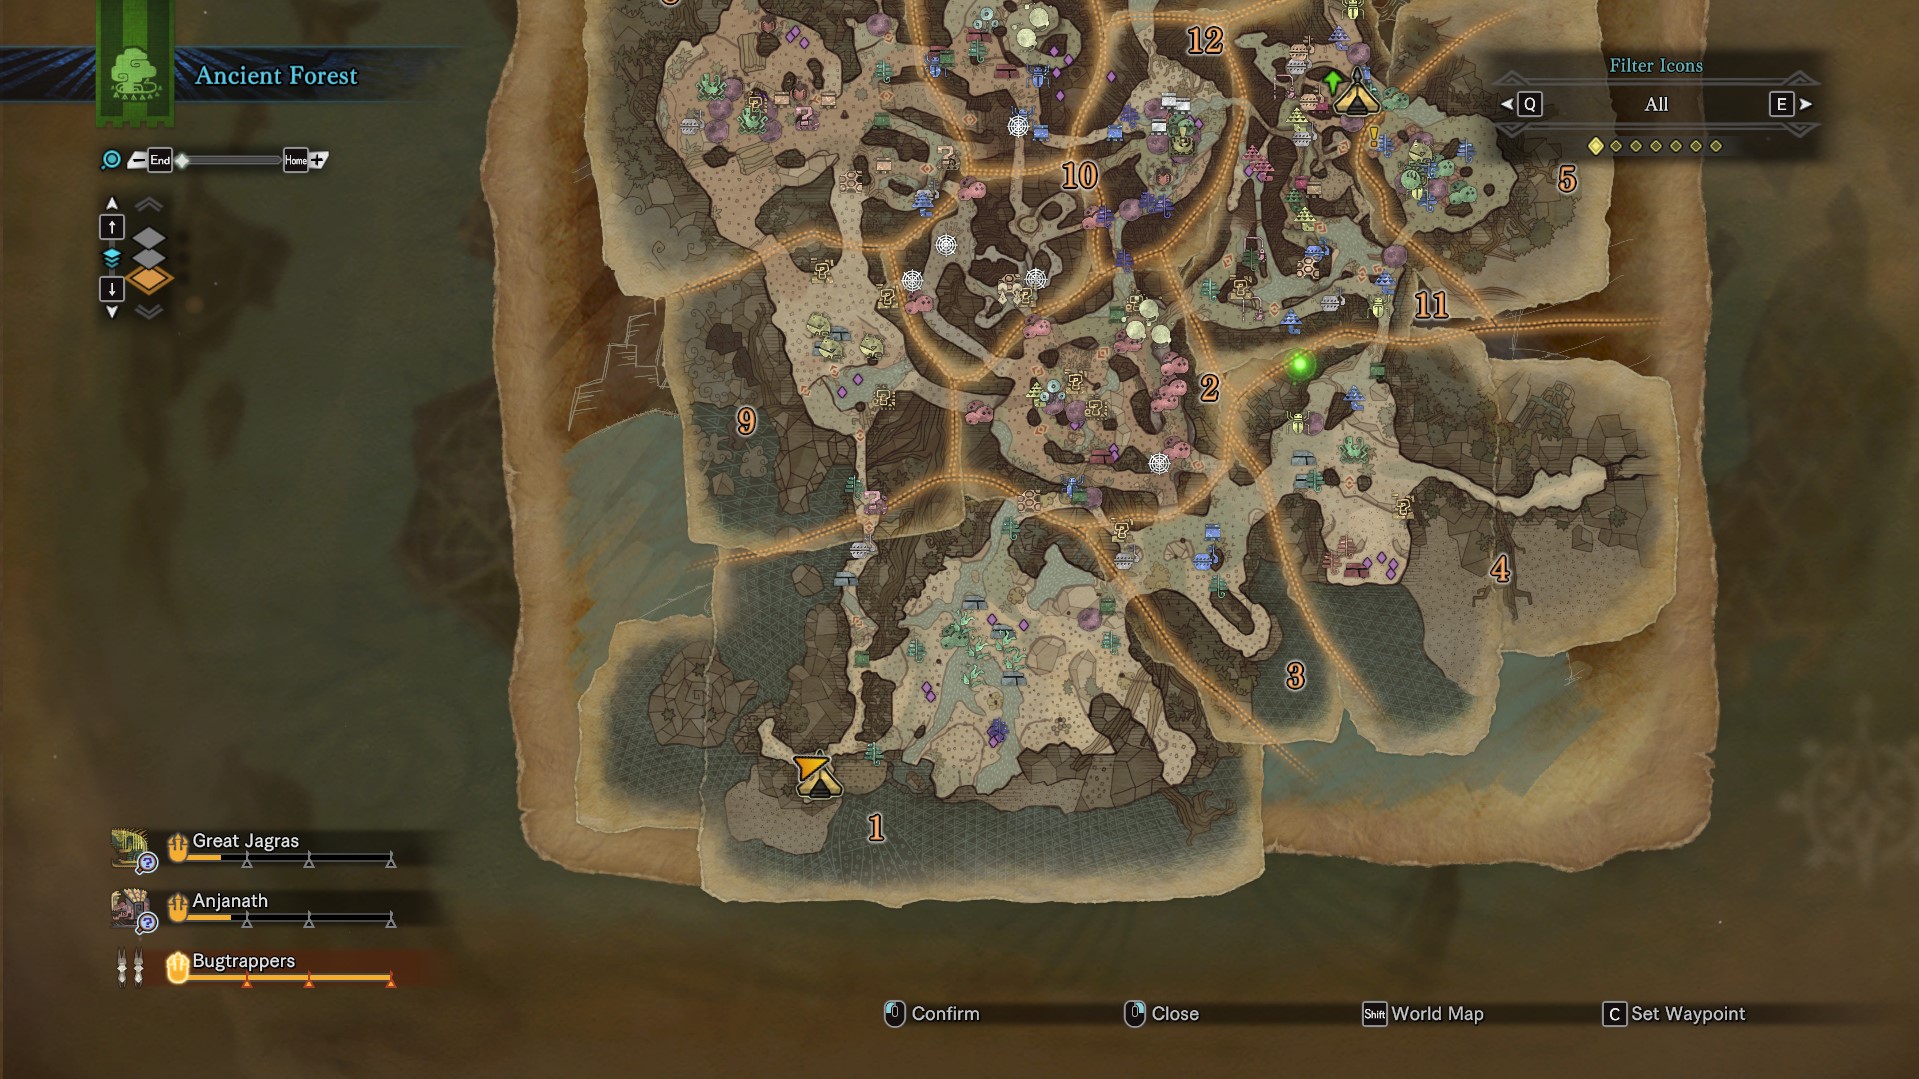 Ancient Forest
Filter Icons
Q
All
E
End
Home
12
10
5
11
2
9
4
3
1
Great Jagras
Anjanath
Bugtrappers
Confirm
Close
Shift World Map
C Set Waypoint